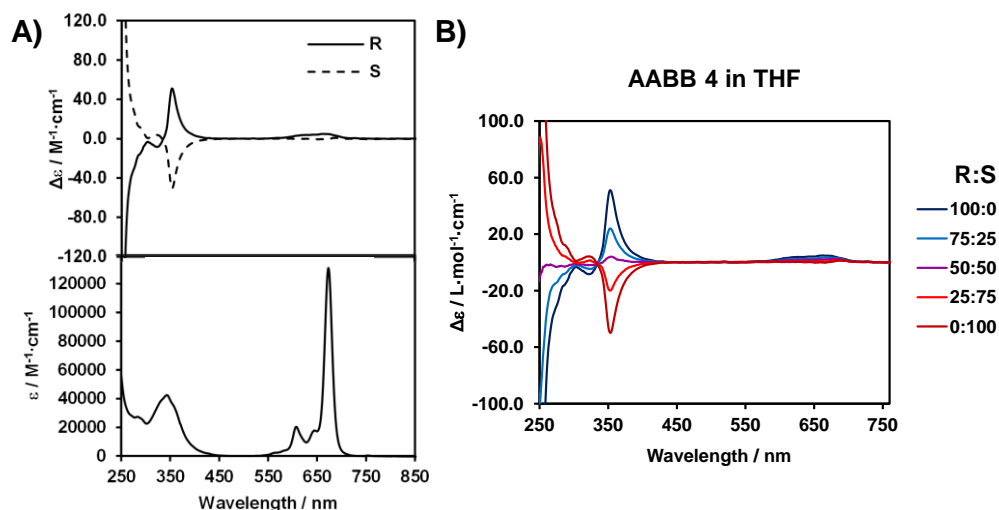 A)
120.0
80.0
40.0
0.0
-40.0
-80.0
-120.0
Δε / M⁻¹·cm⁻¹
R
S
120000
100000
80000
60000
40000
20000
0
ε / M⁻¹·cm⁻¹
250 350 450 550 650 750 850
Wavelength / nm
B)
AABB 4 in THF
100.0
60.0
20.0
-20.0
-60.0
-100.0
Δε / L·mol⁻¹·cm⁻¹
250 350 450 550 650 750
Wavelength / nm
R:S
100:0
75:25
50:50
25:75
0:100